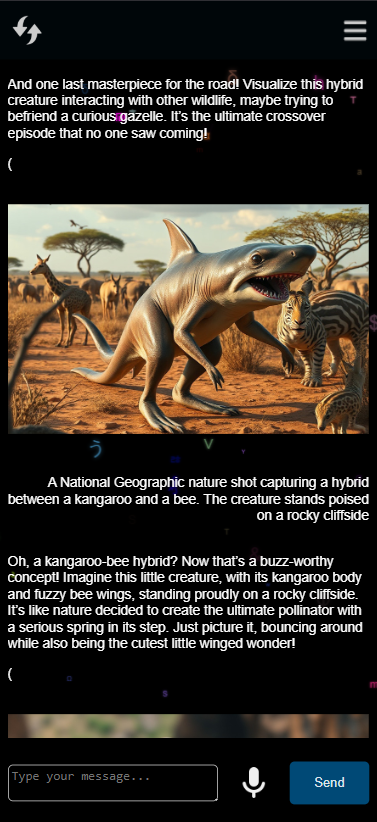 And one last masterpiece for the road! Visualize this hybrid
creature interacting with other wildlife, maybe trying to
befriend a curious gazelle. It's the ultimate crossover
episode that no one saw coming!
(
う
V
A National Geographic nature shot capturing a hybrid
between a kangaroo and a bee. The creature stands poised
on a rocky cliffside
Oh, a kangaroo-bee hybrid? Now that's a buzz-worthy
concept! Imagine this little creature, with its kangaroo body
and fuzzy bee wings, standing proudly on a rocky cliffside.
It's like nature decided to create the ultimate pollinator with
a serious spring in its step. Just picture it, bouncing around
while also being the cutest little winged wonder!
(
Type your message...
Send